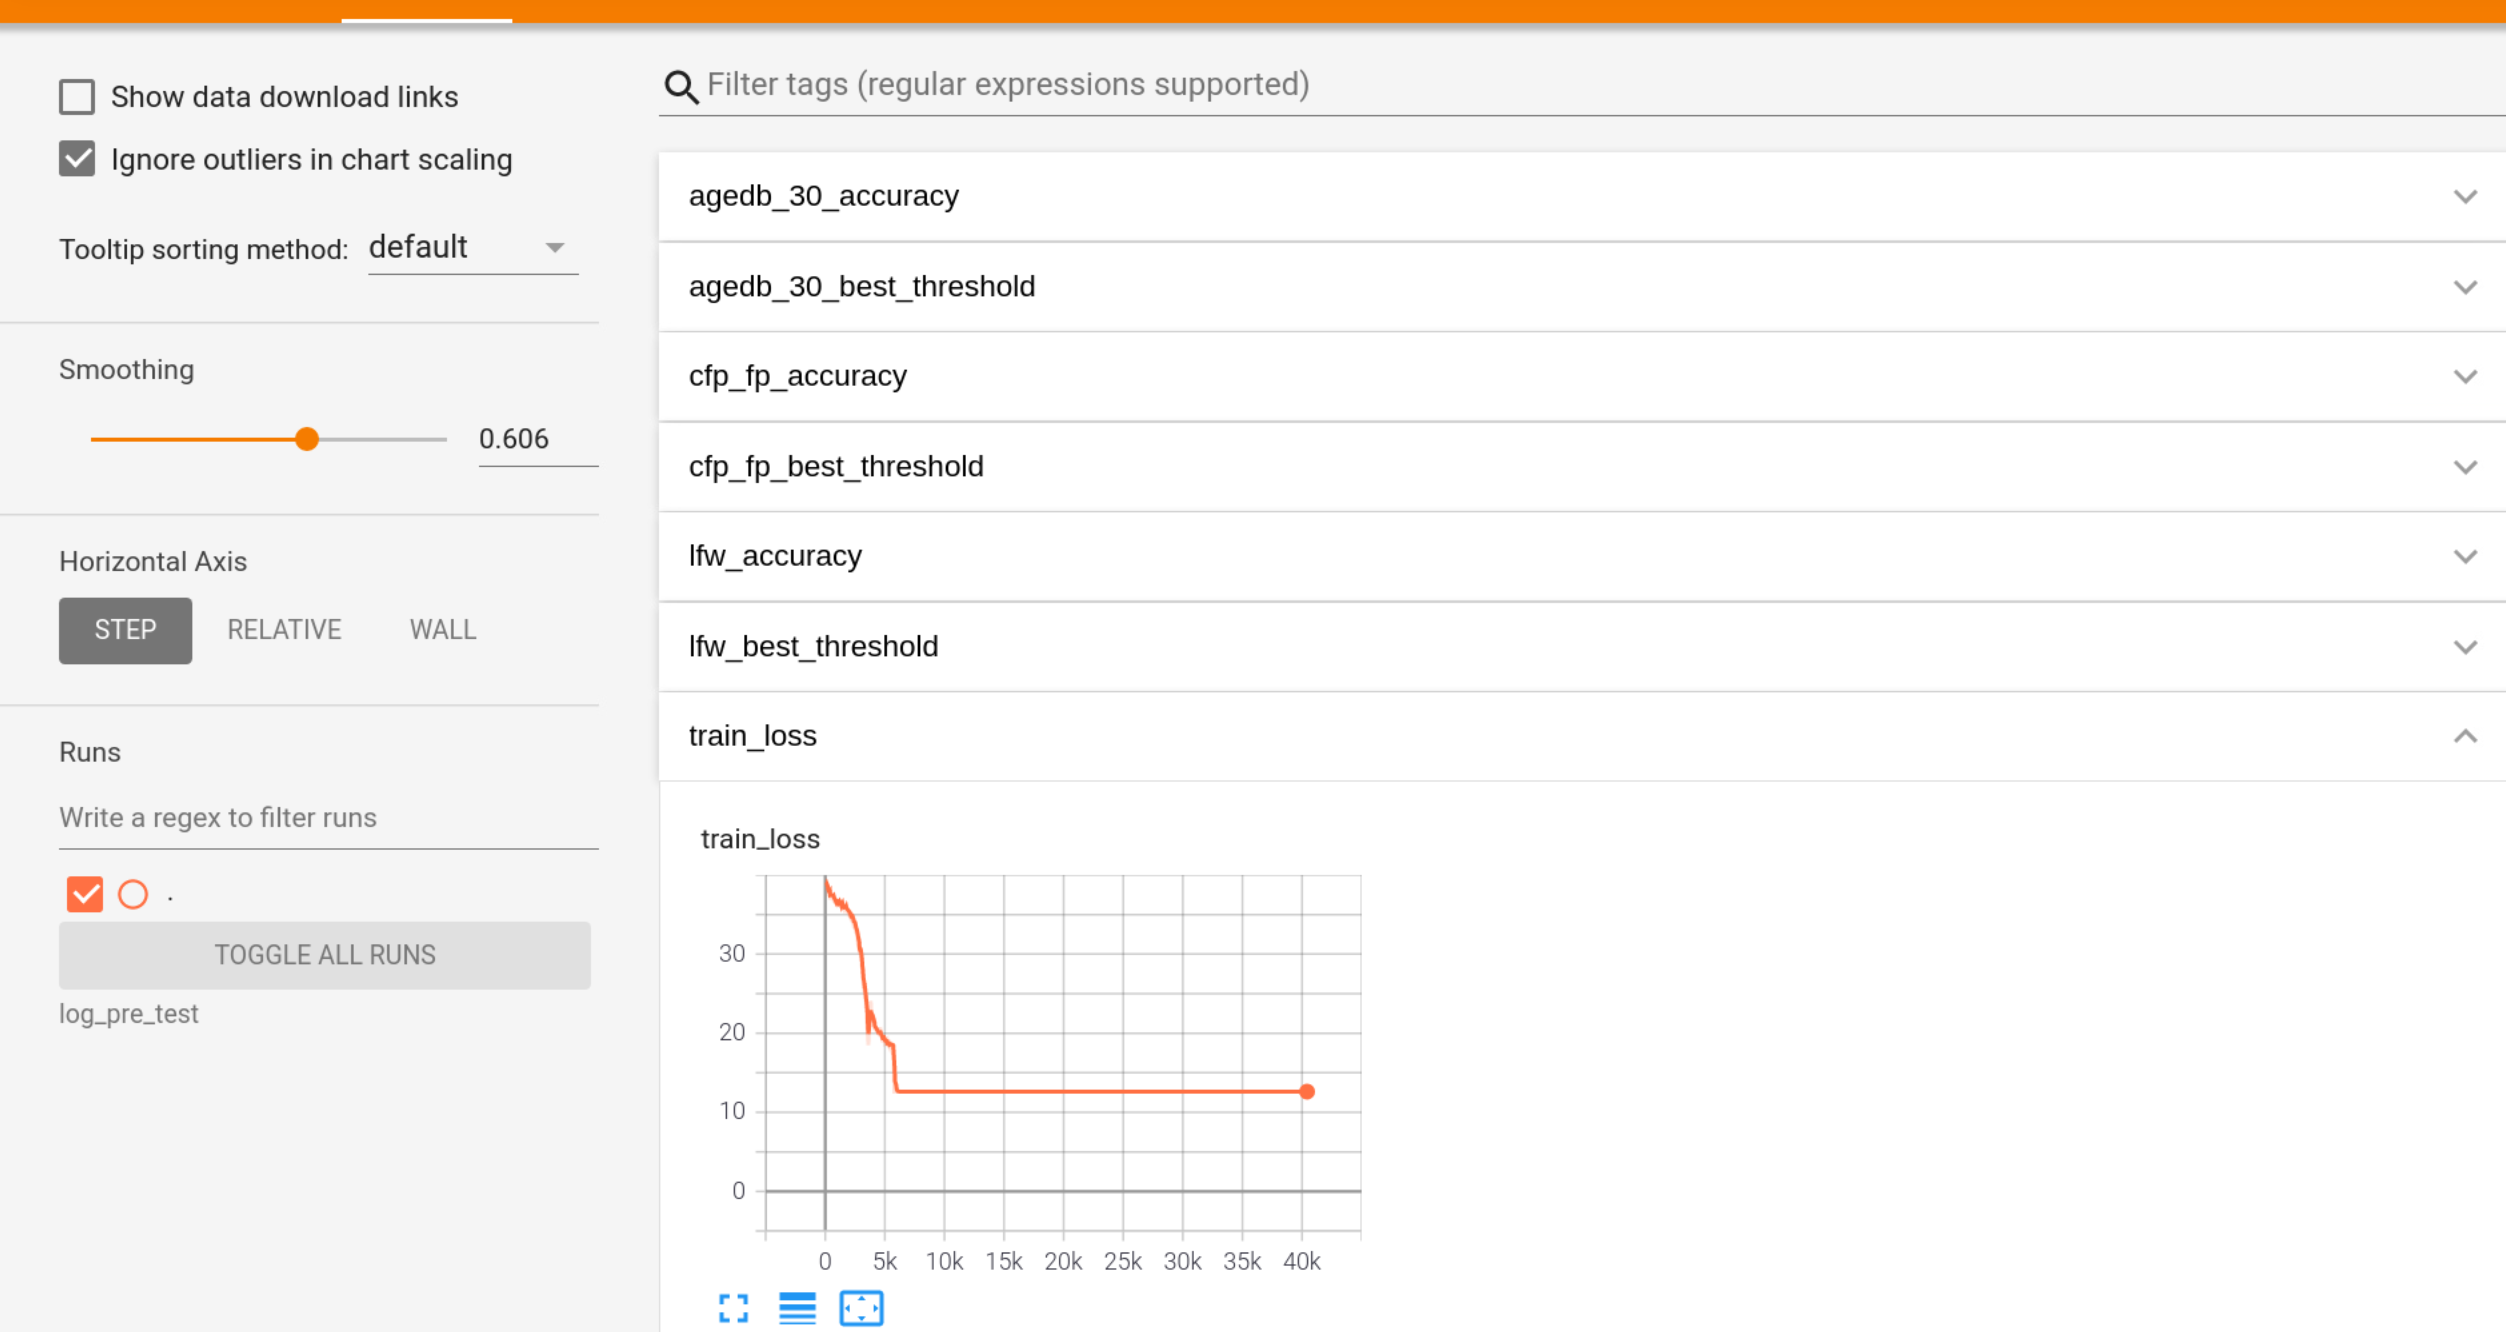 Show data download links
Ignore outliers in chart scaling
Tooltip sorting method: default
Smoothing
0.606
Horizontal Axis
STEP RELATIVE WALL
Runs
Write a regex to filter runs
.
TOGGLE ALL RUNS
log_pre_test
Filter tags (regular expressions supported)
agedb_30_accuracy
agedb_30_best_threshold
cfp_fp_accuracy
cfp_fp_best_threshold
lfw_accuracy
lfw_best_threshold
train_loss
train_loss
30
20
10
0
0 5k 10k 15k 20k 25k 30k 35k 40k